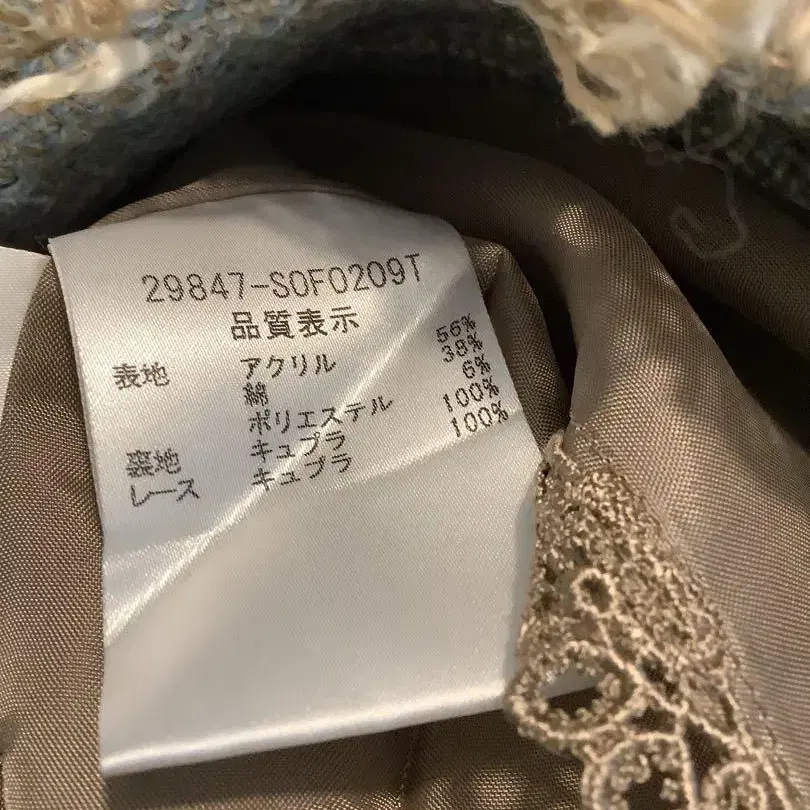 29847-SOF0209T
品質表示
表地 アクリル 56%
綿 38%
ポリエステル 6%
裏地 キュプラ 100%
レース キュプラ 100%